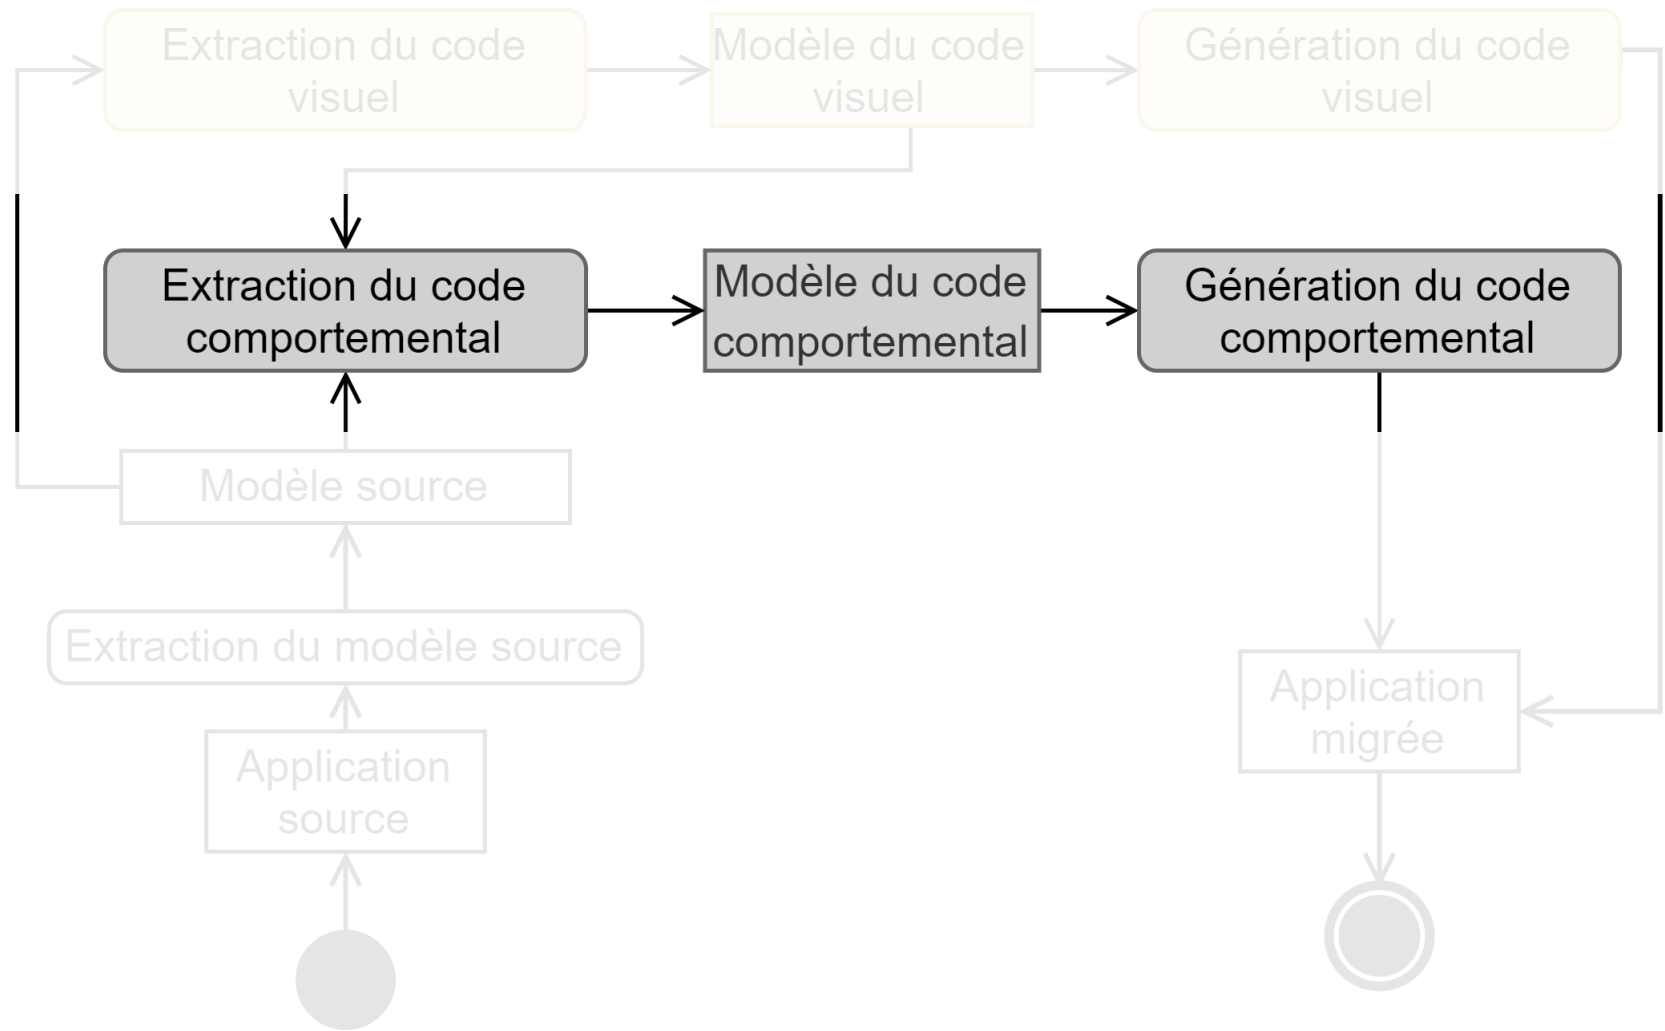 Extraction du code
visuel
Modèle du code
visuel
Génération du code
visuel
Extraction du code
comportemental
Modèle du code
comportemental
Génération du code
comportemental
Modèle source
Extraction du modèle source
Application
source
Application
migrée